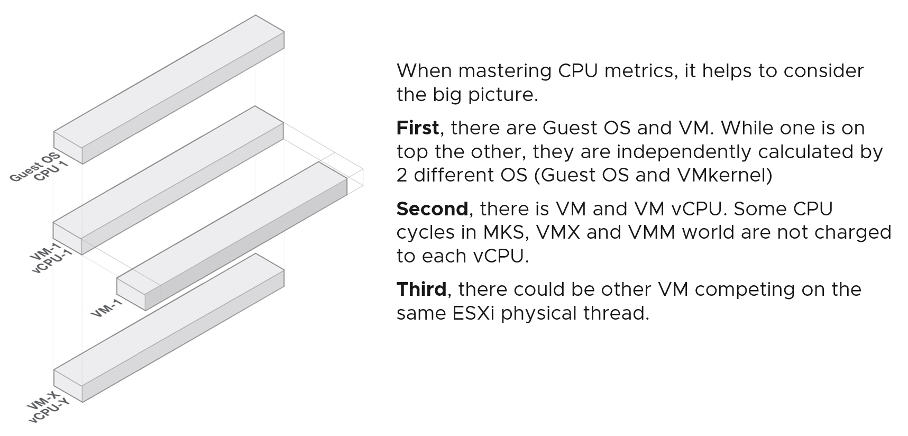 Guest OS
CPU 1
VM-1
vCPU-1
VM-1
VM-X
vCPU-Y
When mastering CPU metrics, it helps to consider
the big picture.
First, there are Guest OS and VM. While one is on
top the other, they are independently calculated by
2 different OS (Guest OS and VMkernel)
Second, there is VM and VM vCPU. Some CPU
cycles in MKS, VMX and VMM world are not charged
to each vCPU.
Third, there could be other VM competing on the
same ESXi physical thread.